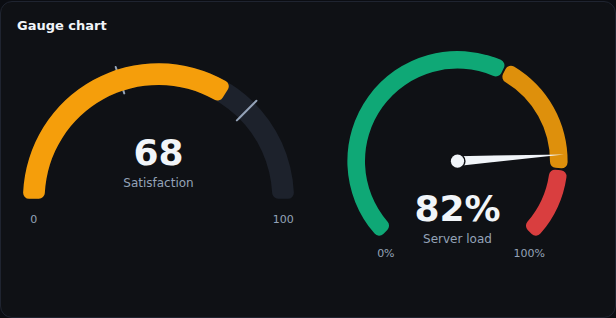 Gauge chart
68
Satisfaction
0
100
82%
Server load
0%
100%